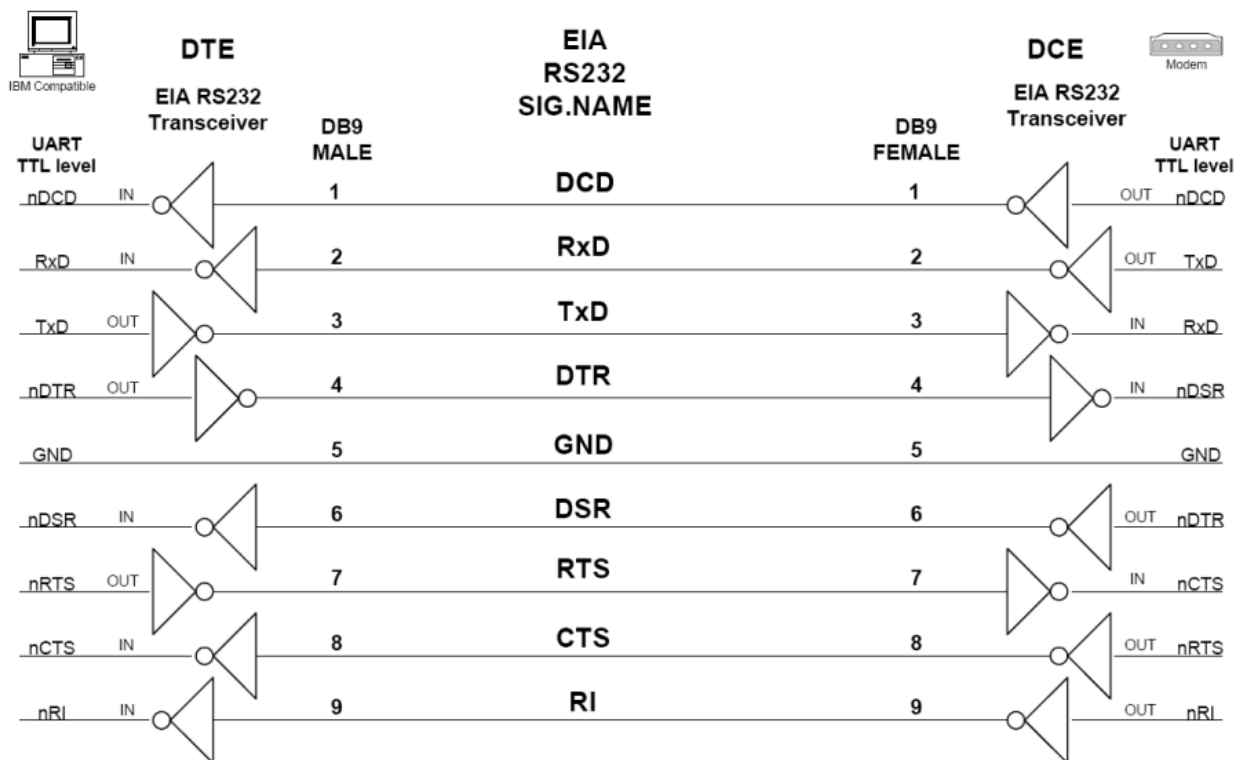 DTE
EIA
RS232
SIG.NAME
DCE
IBM Compatible
Modem
EIA RS232
Transceiver
EIA RS232
Transceiver
UART
TTL level
DB9
MALE
DB9
FEMALE
UART
TTL level
nDCD IN 1 DCD 1 OUT nDCD
RxD IN 2 RxD 2 OUT TxD
TxD OUT 3 TxD 3 IN RxD
nDTR OUT 4 DTR 4 IN nDSR
GND 5 GND 5 GND
nDSR IN 6 DSR 6 OUT nDTR
nRTS OUT 7 RTS 7 IN nCTS
nCTS IN 8 CTS 8 OUT nRTS
nRI IN 9 RI 9 OUT nRI